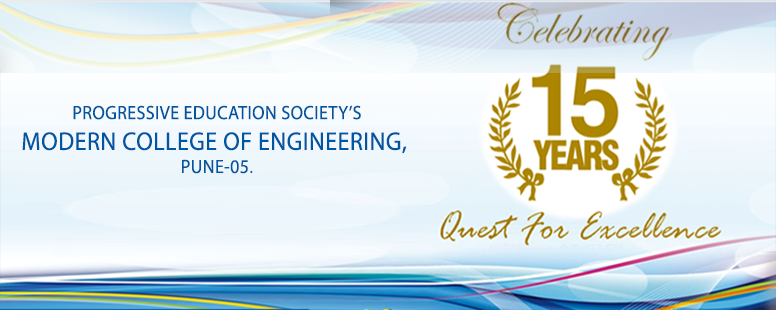 PROGRESSIVE EDUCATION SOCIETY'S
MODERN COLLEGE OF ENGINEERING,
PUNE-05.
Celebrating
15
YEARS
Quest For Excellence